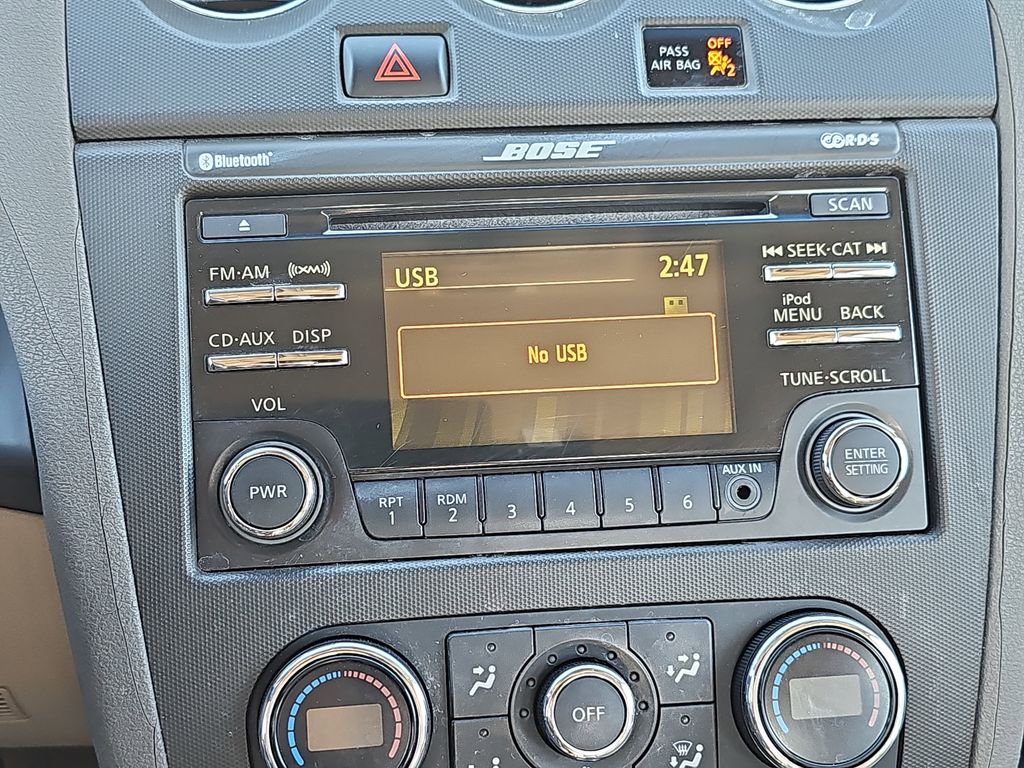 PASS
AIR BAG
OFF
2
Bluetooth
BOSE
R·D·S
SCAN
FM·AM
((XM))
SEEK·CAT
USB
2:47
iPod
MENU
BACK
CD·AUX
DISP
No USB
TUNE·SCROLL
VOL
PWR
RPT
1
RDM
2
3
4
5
6
AUX IN
ENTER
SETTING
OFF